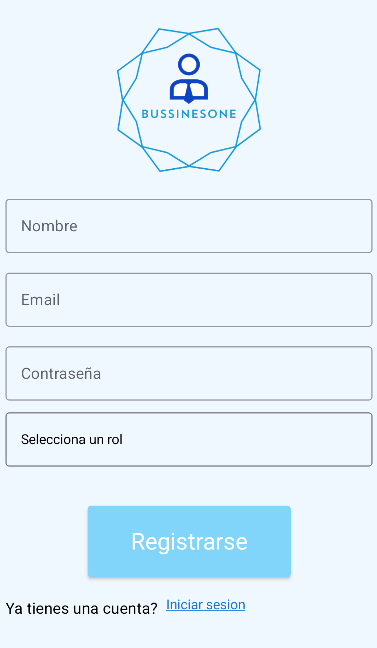 BUSSINESONE
Nombre
Email
Contraseña
Selecciona un rol
Registrarse
Ya tienes una cuenta? Iniciar sesion